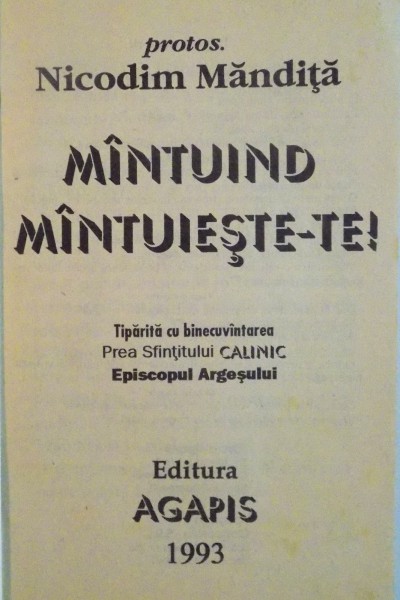 protos.
Nicodim Măndiţă
MÎNTUIND
MÎNTUIEŞTE-TE!
Tipărită cu binecuvîntarea
Prea Sfinţitului CALINIC
Episcopul Argeşului
Editura
AGAPIS
1993